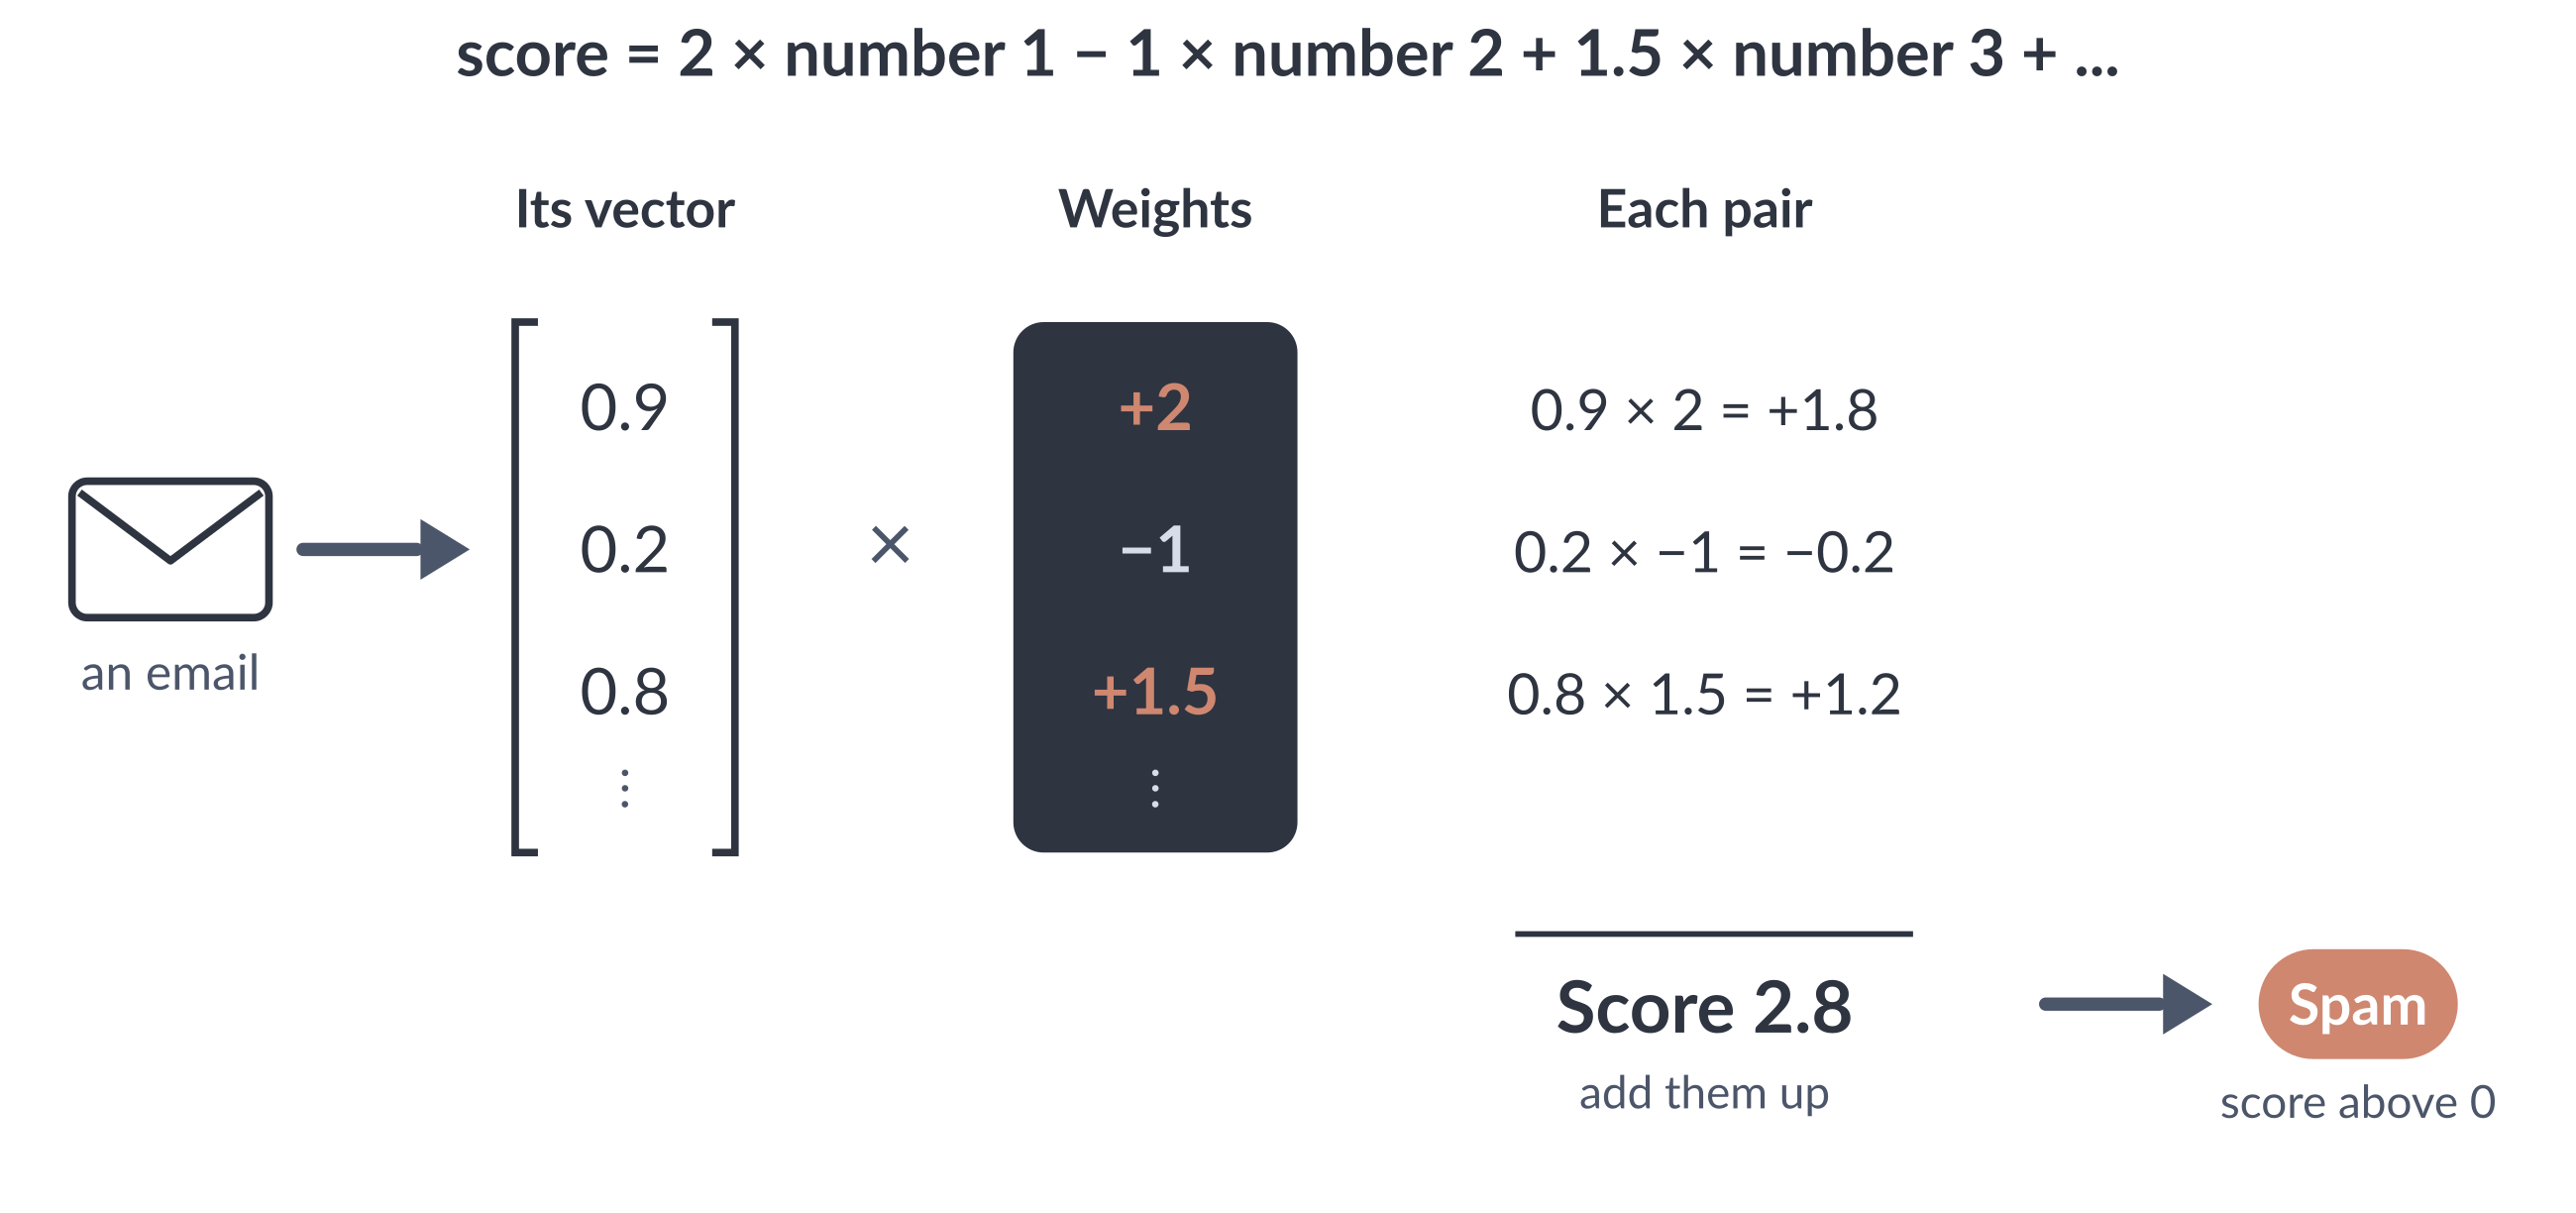 score = 2 × number 1 − 1 × number 2 + 1.5 × number 3 + ...
Its vector
Weights
Each pair
0.9
×
+2
0.9 × 2 = +1.8
0.2
−1
0.2 × −1 = −0.2
0.8
+1.5
0.8 × 1.5 = +1.2
⋮
⋮
an email
Score 2.8
add them up
Spam
score above 0